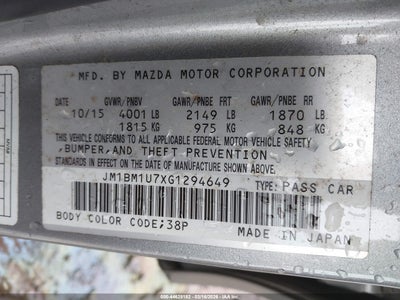 MFD. BY MAZDA MOTOR CORPORATION
DATE GVWR/PNBV GAWR/PNBE FRT GAWR/PNBE RR
10/15 4001 LB 2149 LB 1870 LB
1815 KG 975 KG 848 KG
THIS VEHICLE CONFORMS TO ALL APPLICABLE FEDERAL MOTOR VEHICLE SAFETY
,BUMPER,AND THEFT PREVENTION
STANDARDS IN EFFECT ON THE DATE OF MANUFACTURE SHOWN ABOVE.
JM1BM1U7XG1294649 TYPE: PASS CAR
BODY COLOR CODE;38P
MADE IN JAPAN